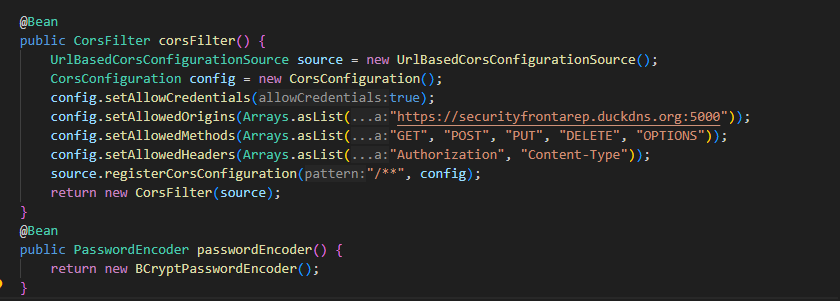 @Bean
public CorsFilter corsFilter() {
UrlBasedCorsConfigurationSource source = new UrlBasedCorsConfigurationSource();
CorsConfiguration config = new CorsConfiguration();
config.setAllowCredentials(allowCredentials:true);
config.setAllowedOrigins(Arrays.asList(...a:"https://securityfrontarep.duckdns.org:5000"));
config.setAllowedMethods(Arrays.asList(...a:"GET", "POST", "PUT", "DELETE", "OPTIONS"));
config.setAllowedHeaders(Arrays.asList(...a:"Authorization", "Content-Type"));
source.registerCorsConfiguration(pattern:"/**", config);
return new CorsFilter(source);
}
@Bean
public PasswordEncoder passwordEncoder() {
return new BCryptPasswordEncoder();
}